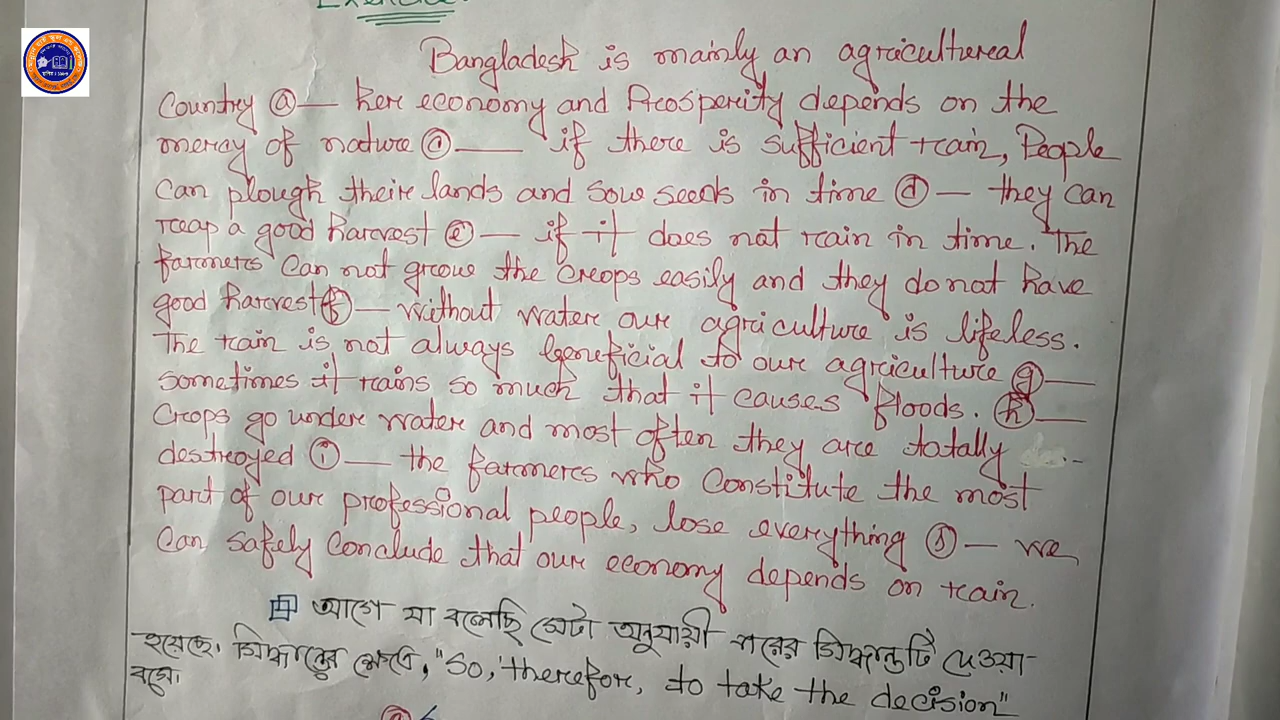 Exercise:
Bangladesh is mainly an agricultural
Country ⓐ — her economy and Prosperity depends on the
mercy of nature ⓒ — if there is sufficient rain, People
can plough their lands and sow seeds in time ⓓ — they can
reap a good harvest ⓔ — if it does not rain in time. The
farmers can not grow the crops easily and they do not have
good harvest ⓕ — without water our agriculture is lifeless.
The rain is not always beneficial to our agriculture ⓖ —
sometimes it rains so much that it causes floods. ⓗ —
Crops go under water and most often they are totally
destroyed ⓘ — the farmers who constitute the most
part of our professional people, lose everything ⓙ — we
can safely conclude that our economy depends on rain.
আগে যা বলেছি সেটা অনুযায়ী পরের সিদ্ধান্তটি দেওয়া
হয়েছে, সিদ্ধান্তের ক্ষেত্রে, "So, therefore, to take the decision"
বসে।
ⓐ